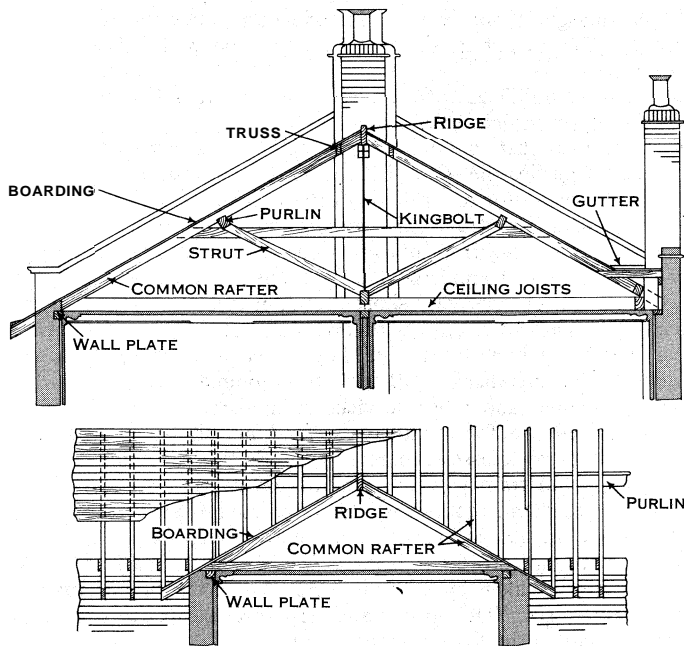 RIDGE
TRUSS
BOARDING
PURLIN
KINGBOLT
GUTTER
STRUT
COMMON RAFTER
CEILING JOISTS
WALL PLATE
PURLIN
RIDGE
BOARDING
COMMON RAFTER
WALL PLATE